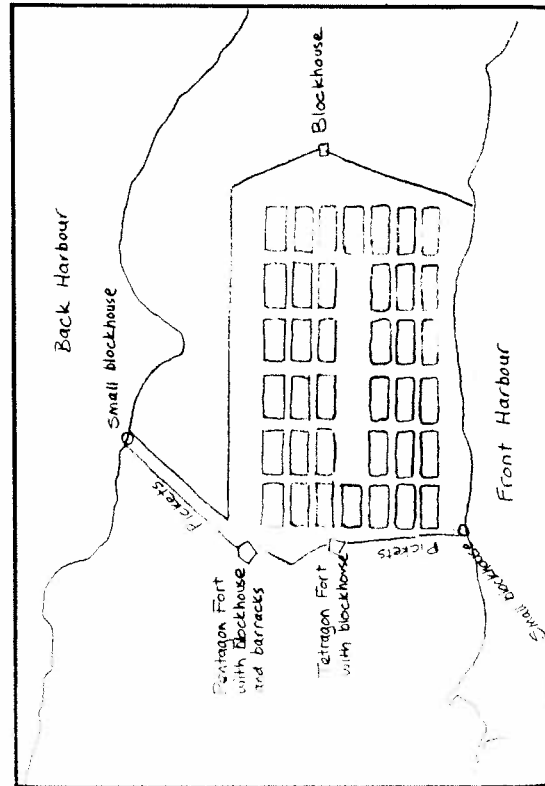 Back Harbour
Small blockhouse
Pickets
Pentagon Fort
with blockhouse
and barracks
Tetragon Fort
with blockhouse
Pickets
Small blockhouse
Front Harbour
Blockhouse